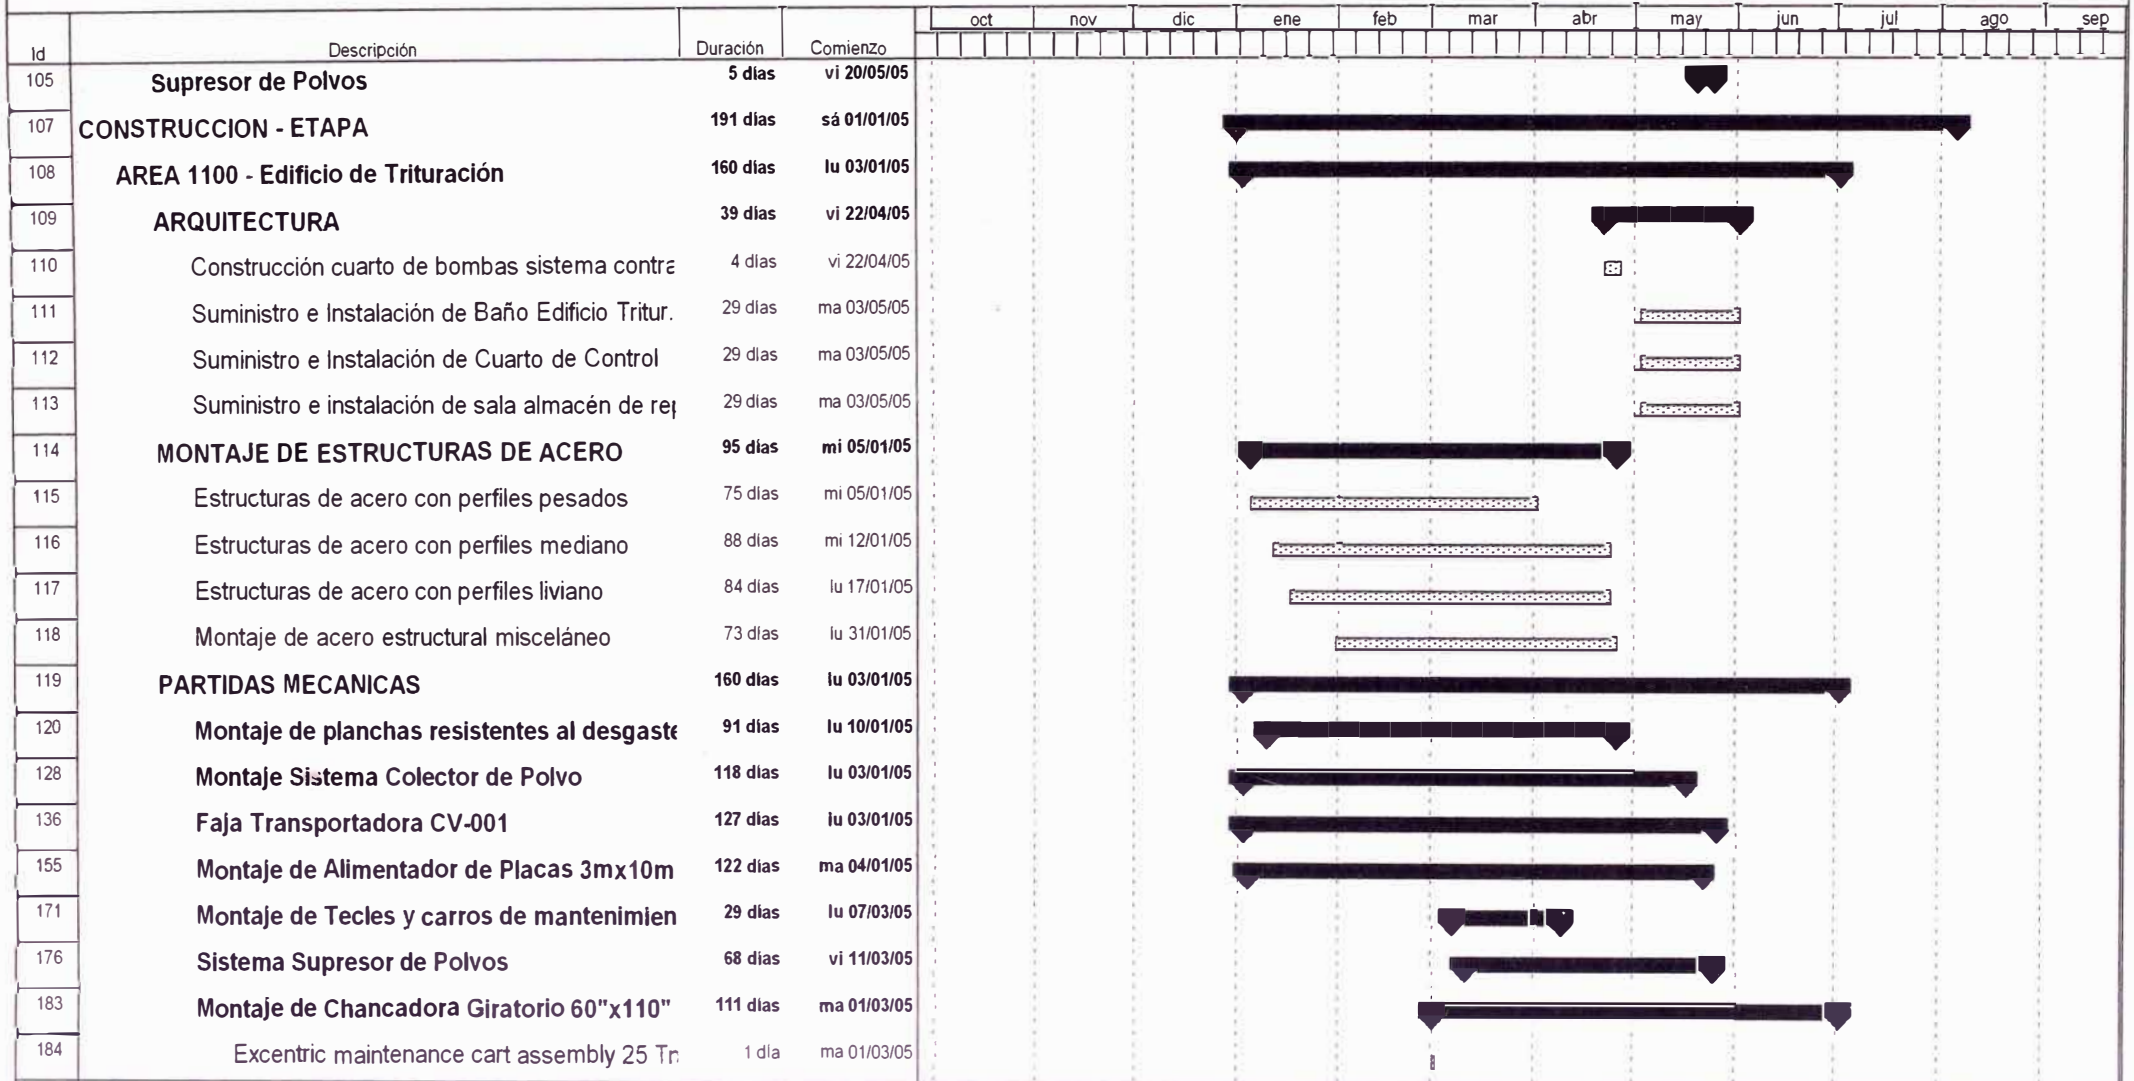 oct nov dic ene feb mar abr may jun jul ago sep
Id Descripción Duración Comienzo
105 Supresor de Polvos 5 días vi 20/05/05
107 CONSTRUCCION - ETAPA 191 días sá 01/01/05
108 AREA 1100 - Edificio de Trituración 160 días lu 03/01/05
109 ARQUITECTURA 39 días vi 22/04/05
110 Construcción cuarto de bombas sistema contra 4 días vi 22/04/05
111 Suministro e Instalación de Baño Edificio Tritur. 29 días ma 03/05/05
112 Suministro e Instalación de Cuarto de Control 29 días ma 03/05/05
113 Suministro e instalación de sala almacén de rep 29 días ma 03/05/05
114 MONTAJE DE ESTRUCTURAS DE ACERO 95 días mi 05/01/05
115 Estructuras de acero con perfiles pesados 75 días mi 05/01/05
116 Estructuras de acero con perfiles mediano 88 días mi 12/01/05
117 Estructuras de acero con perfiles liviano 84 días lu 17/01/05
118 Montaje de acero estructural misceláneo 73 días lu 31/01/05
119 PARTIDAS MECANICAS 160 días lu 03/01/05
120 Montaje de planchas resistentes al desgaste 91 días lu 10/01/05
128 Montaje Sistema Colector de Polvo 118 días lu 03/01/05
136 Faja Transportadora CV-001 127 días lu 03/01/05
155 Montaje de Alimentador de Placas 3mx10m 122 días ma 04/01/05
171 Montaje de Tecles y carros de mantenimien 29 días lu 07/03/05
176 Sistema Supresor de Polvos 68 días vi 11/03/05
183 Montaje de Chancadora Giratorio 60"x110" 111 días ma 01/03/05
184 Excentric maintenance cart assembly 25 Tn 1 día ma 01/03/05